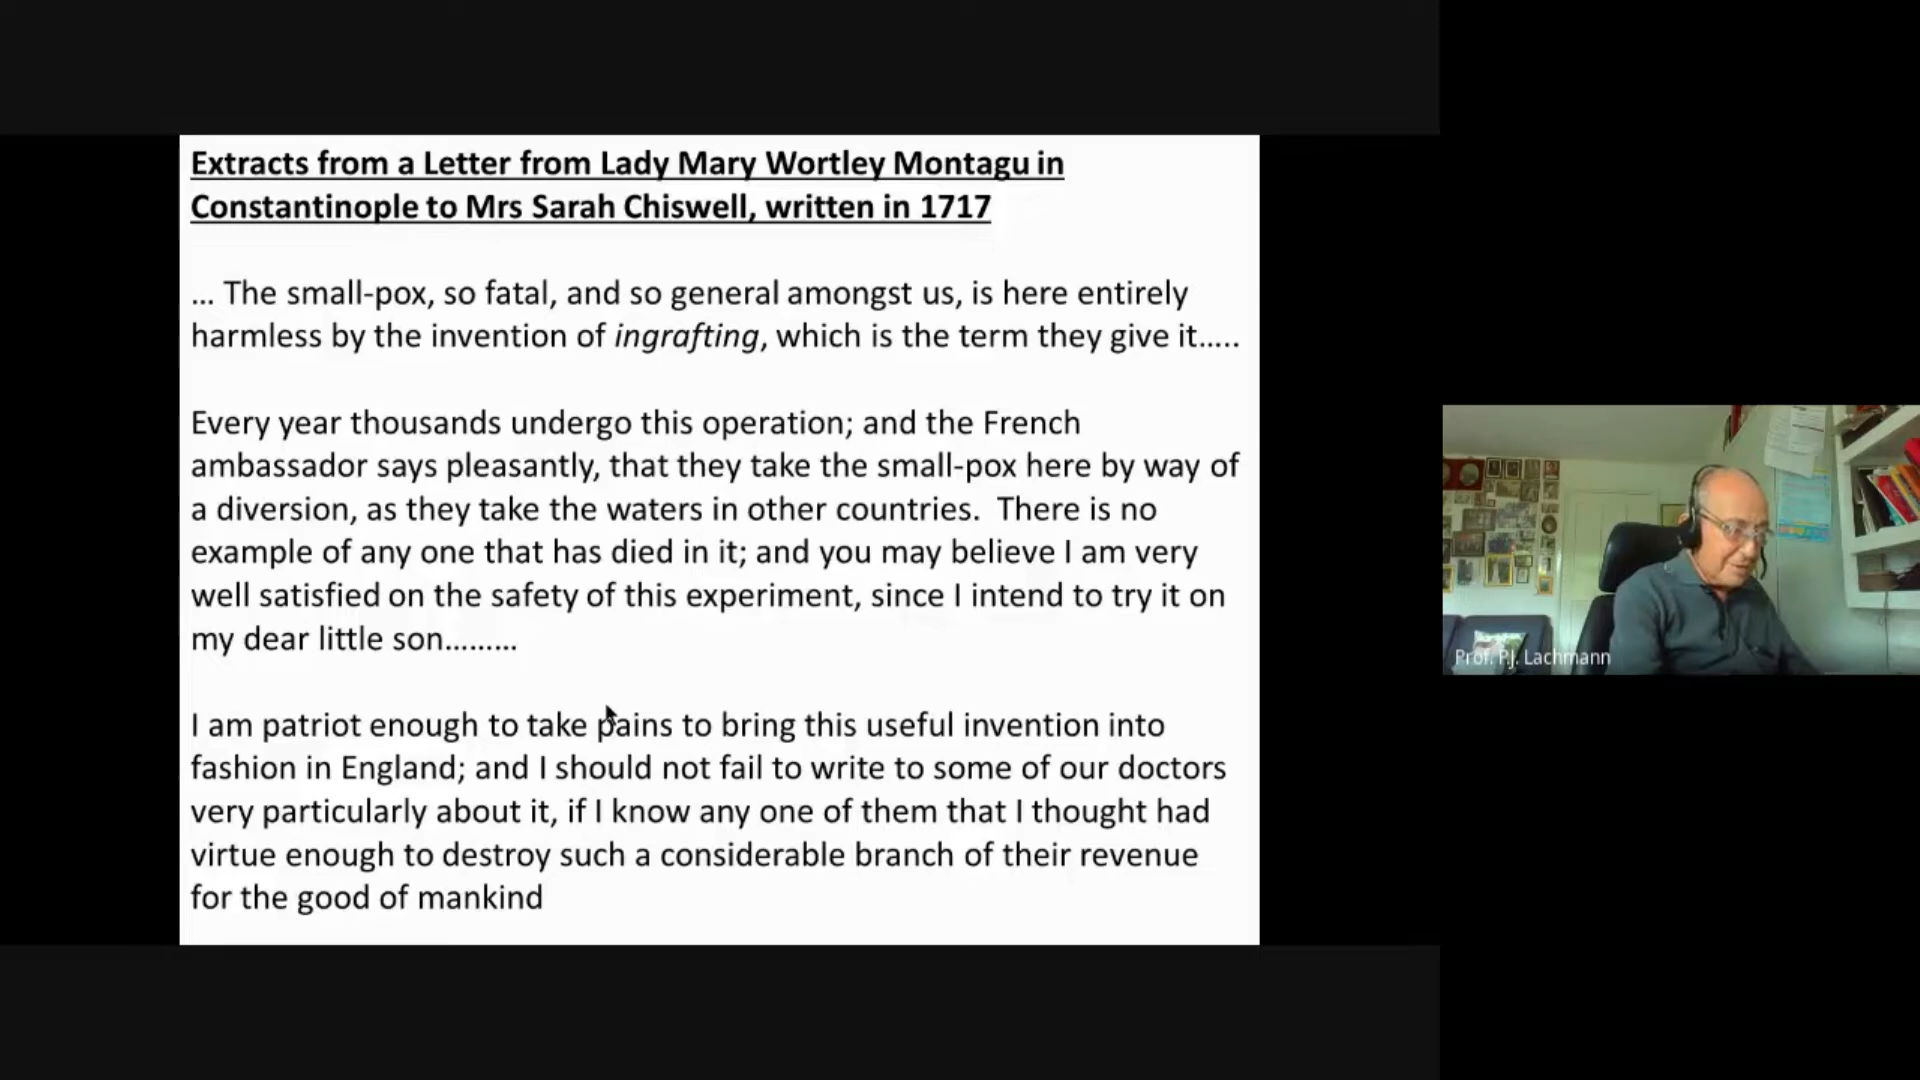 Extracts from a Letter from Lady Mary Wortley Montagu in
Constantinople to Mrs Sarah Chiswell, written in 1717
... The small-pox, so fatal, and so general amongst us, is here entirely
harmless by the invention of ingrafting, which is the term they give it.....
Every year thousands undergo this operation; and the French
ambassador says pleasantly, that they take the small-pox here by way of
a diversion, as they take the waters in other countries.  There is no
example of any one that has died in it; and you may believe I am very
well satisfied on the safety of this experiment, since I intend to try it on
my dear little son.........
I am patriot enough to take pains to bring this useful invention into
fashion in England; and I should not fail to write to some of our doctors
very particularly about it, if I know any one of them that I thought had
virtue enough to destroy such a considerable branch of their revenue
for the good of mankind
Prof. P.J. Lachmann